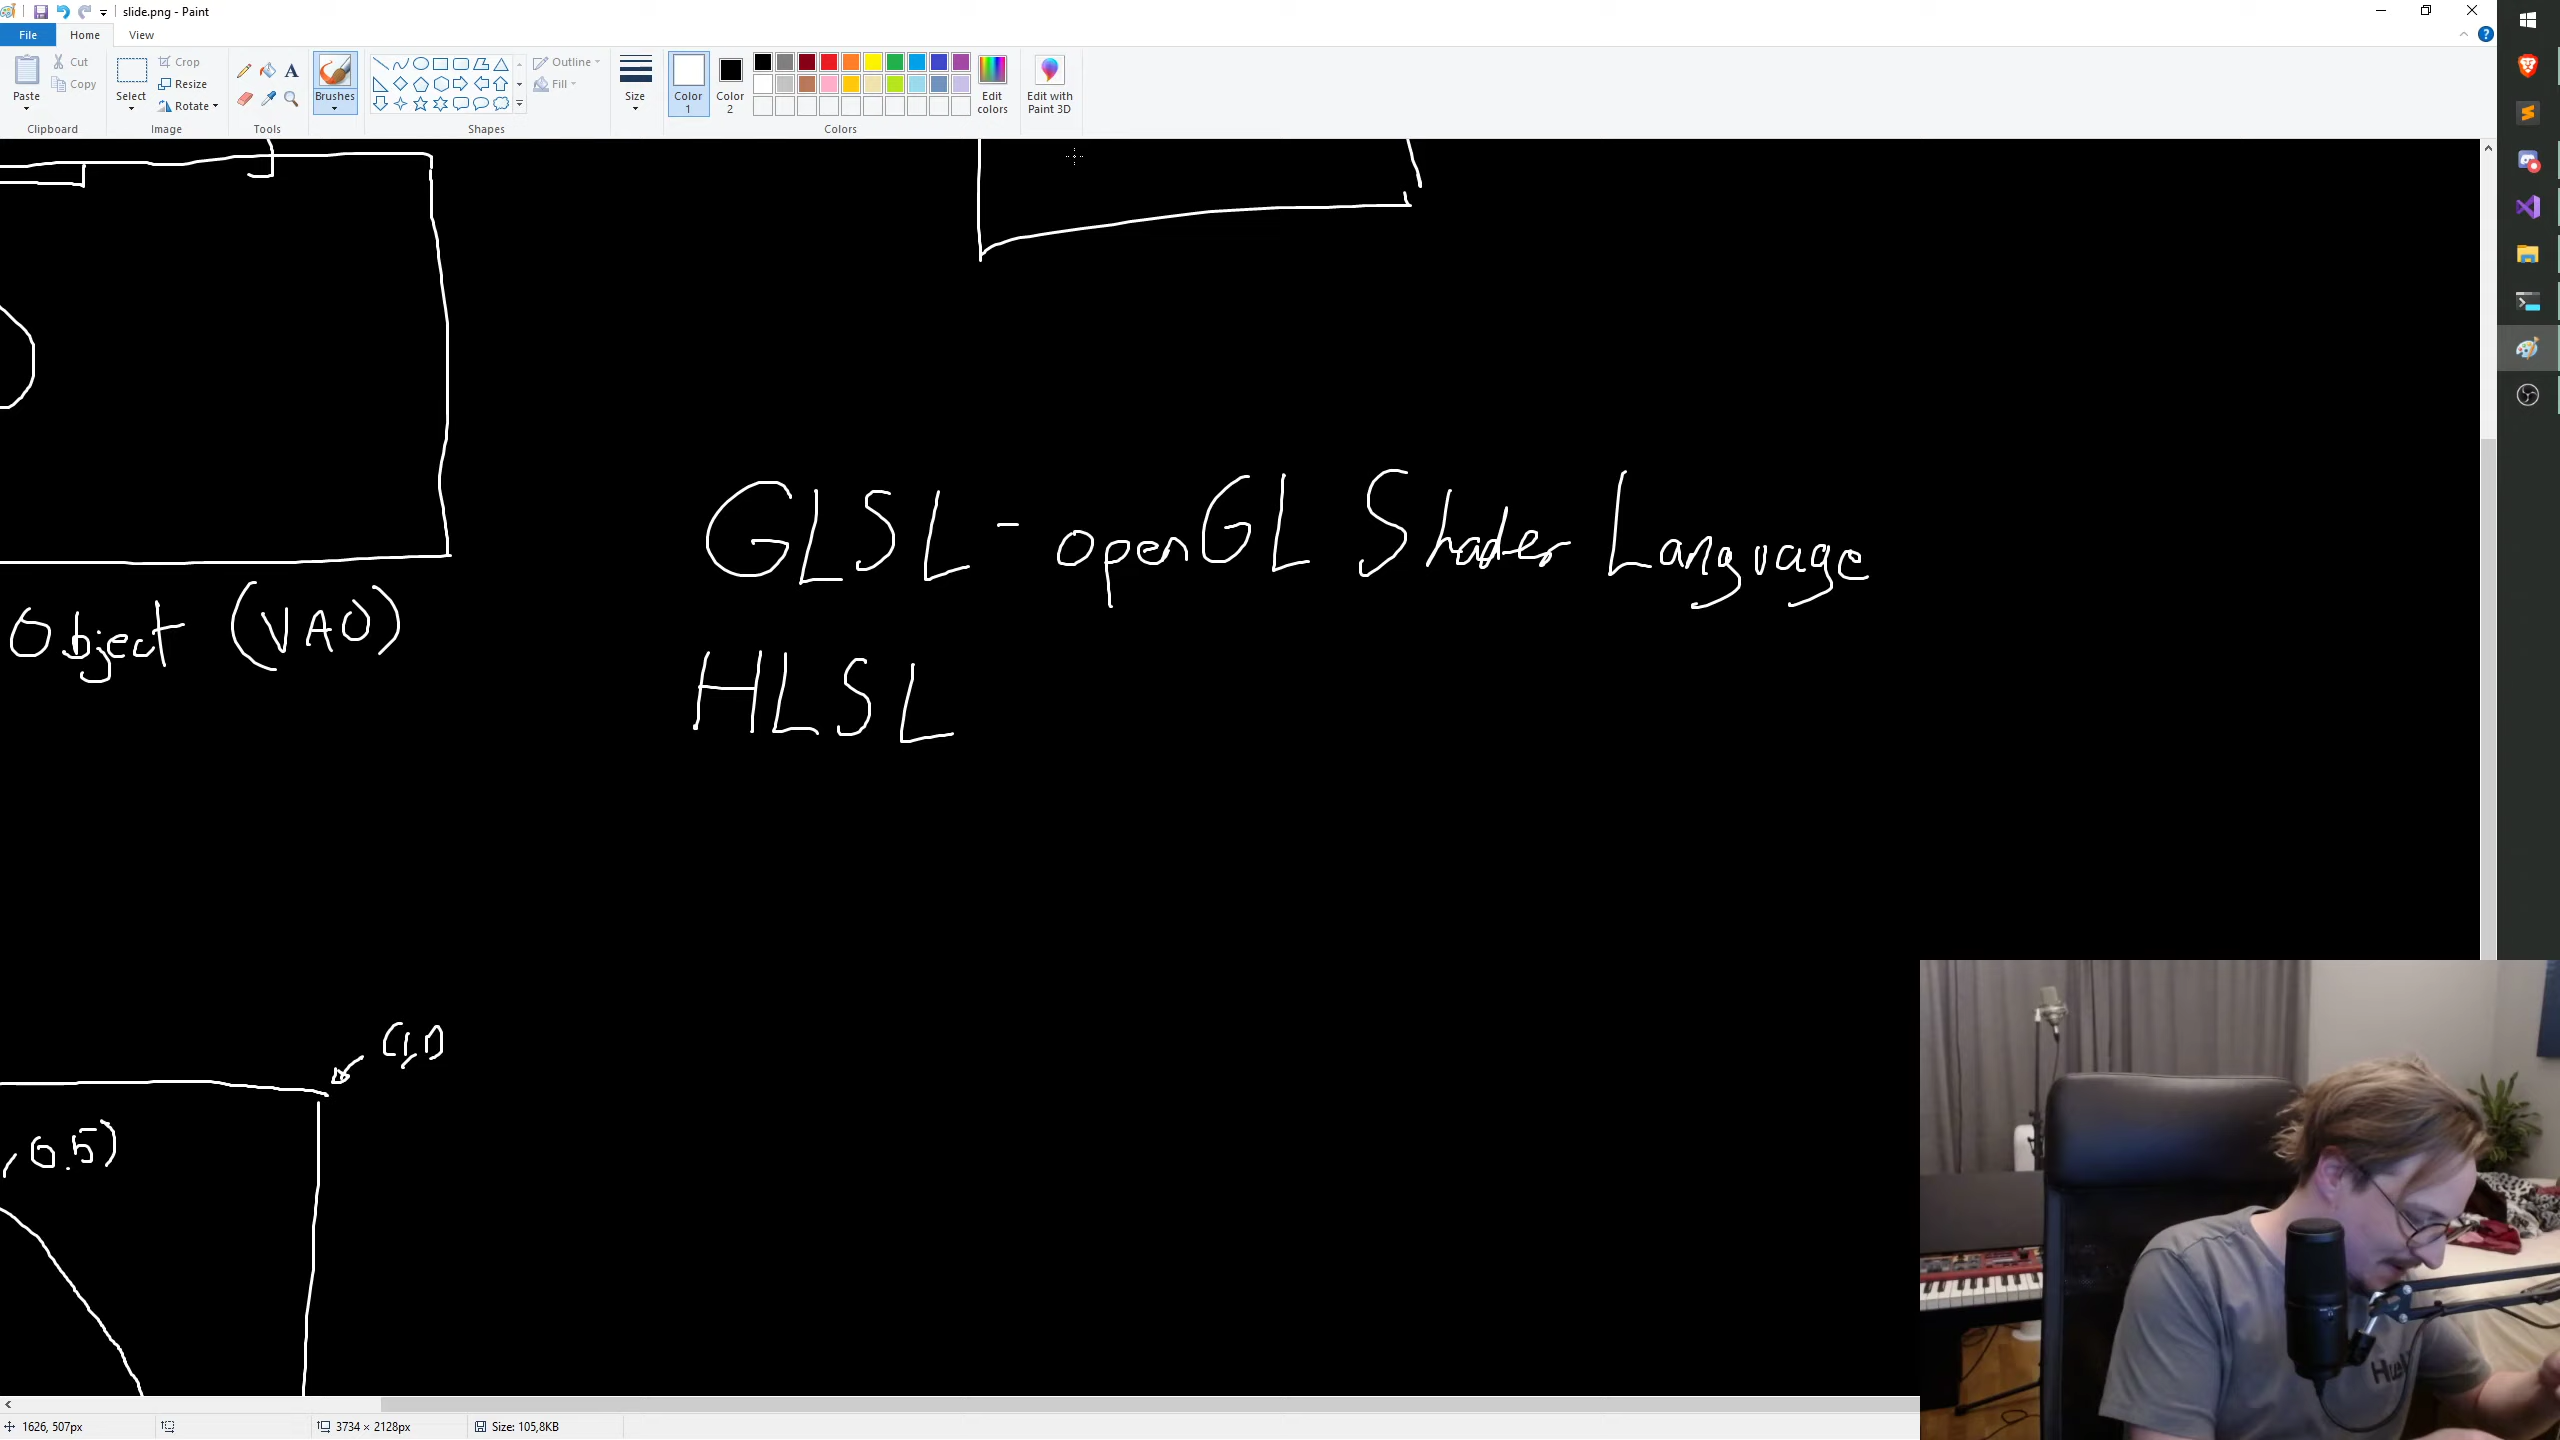 slide.png - Paint
File Home View
Paste
Cut
Copy
Clipboard
Select
Crop
Resize
Rotate
Image
Tools
Brushes
Shapes
Outline
Fill
Size
Color 1
Color 2
Edit colors
Colors
Edit with Paint 3D
GLSL - openGL Shader Language
Object (VAO)
HLSL
, 0.5)
1626, 507px
3734 × 2128px
Size: 105,8KB